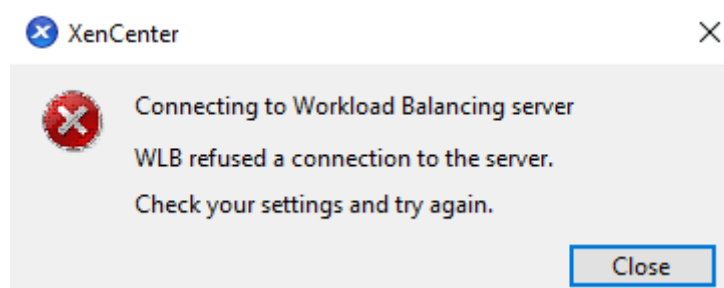 XenCenter
Connecting to Workload Balancing server
WLB refused a connection to the server.
Check your settings and try again.
Close